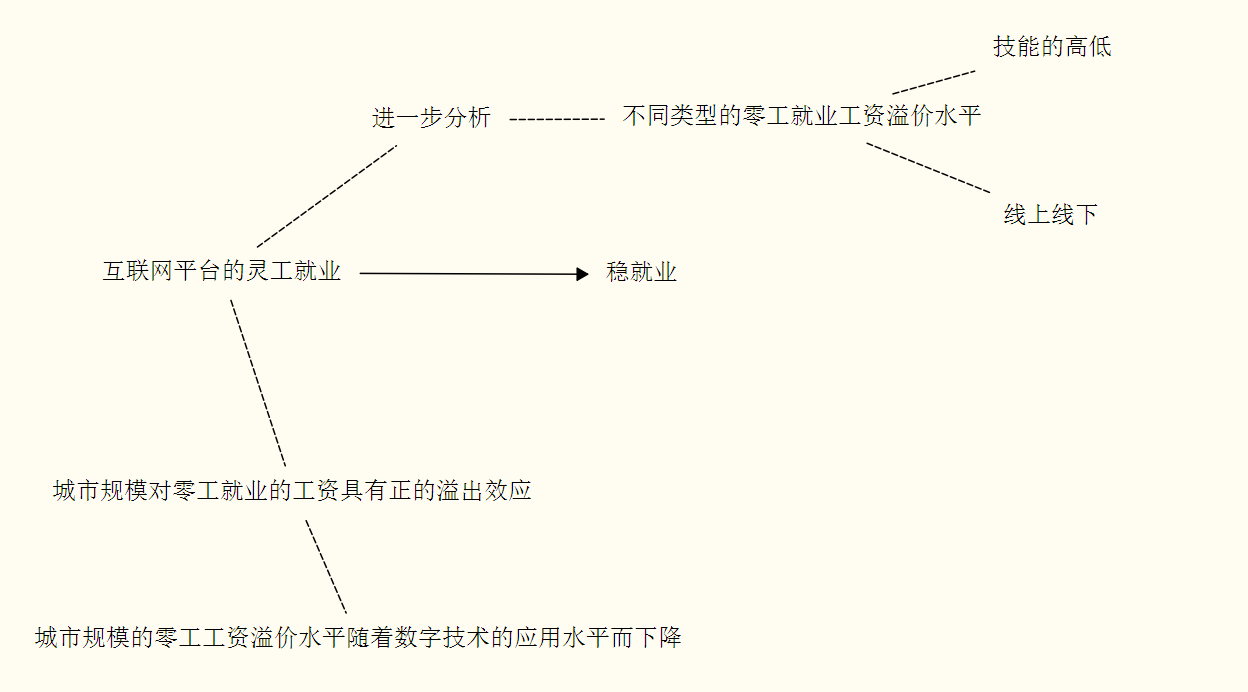 技能的高低
进一步分析
不同类型的零工就业工资溢价水平
线上线下
互联网平台的灵工就业
稳就业
城市规模对零工就业的工资具有正的溢出效应
城市规模的零工工资溢价水平随着数字技术的应用水平而下降